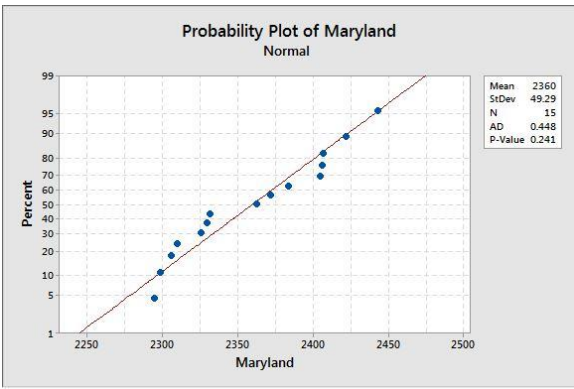 Probability Plot of Maryland
Normal
Mean 2360
StDev 49.29
N 15
AD 0.448
P-Value 0.241
Percent
99
95
90
80
70
60
50
40
30
20
10
5
1
2250 2300 2350 2400 2450 2500
Maryland